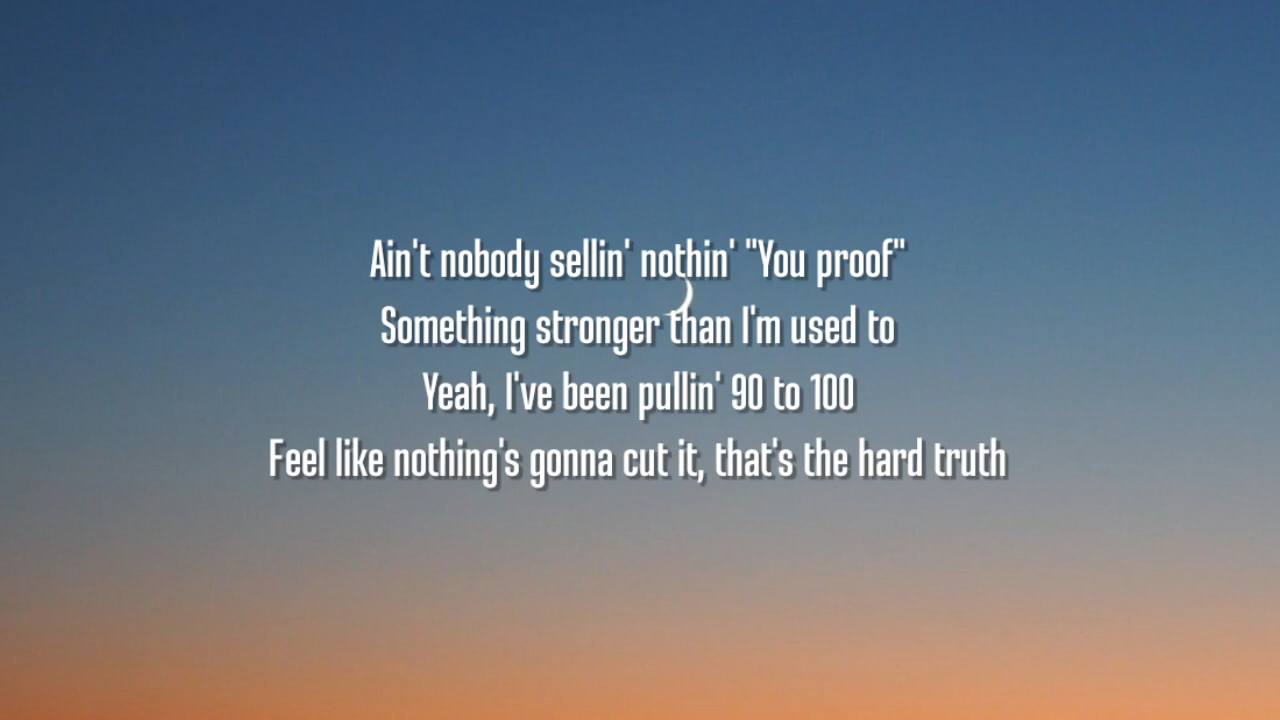 Ain't nobody sellin' nothin' "You proof"
Something stronger than I'm used to
Yeah, I've been pullin' 90 to 100
Feel like nothing's gonna cut it, that's the hard truth